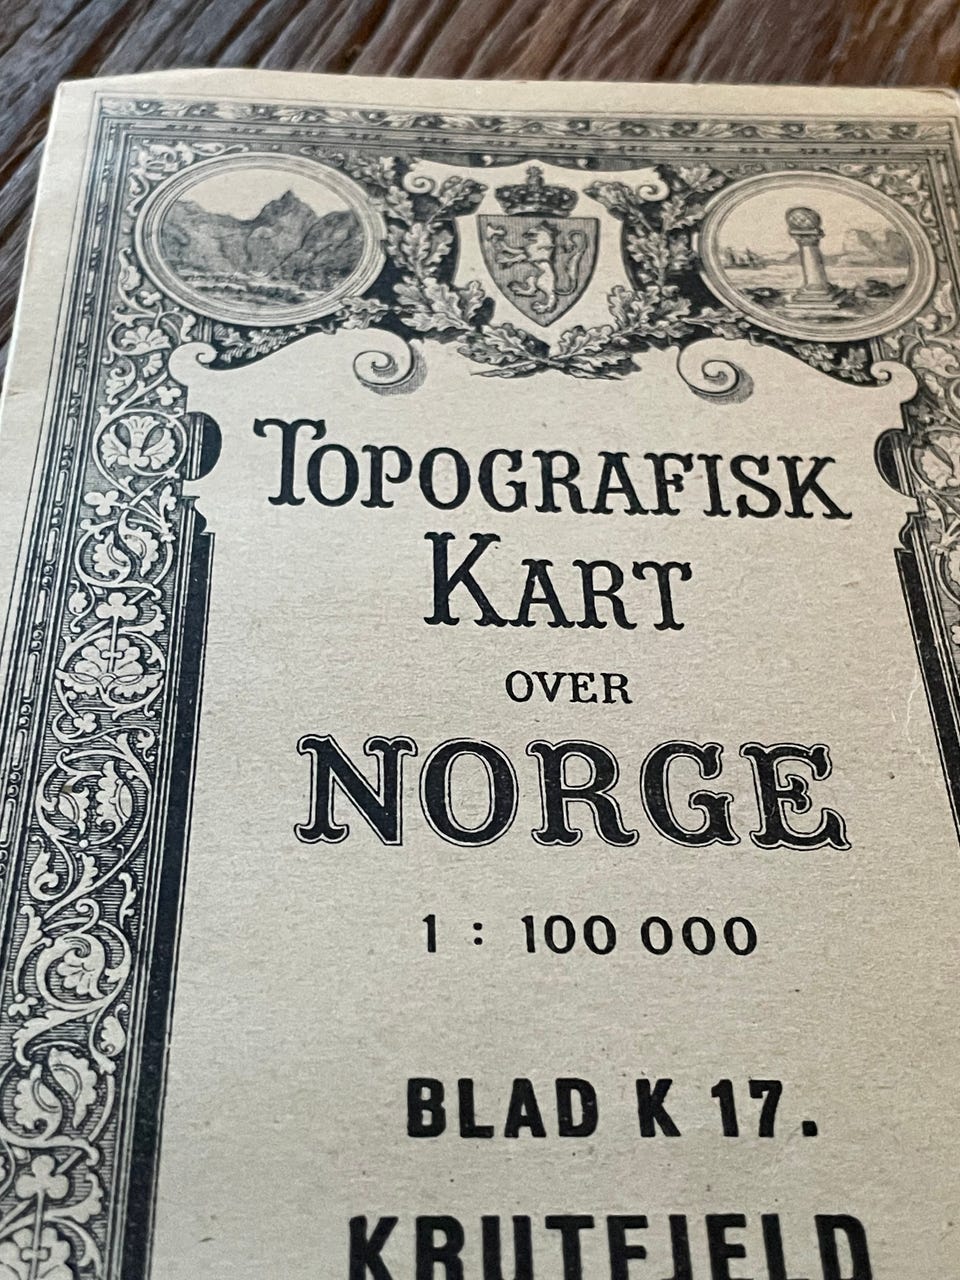 TOPOGRAFISK
KART
OVER
NORGE
1 : 100 000
BLAD K 17.
KRUTFJELD